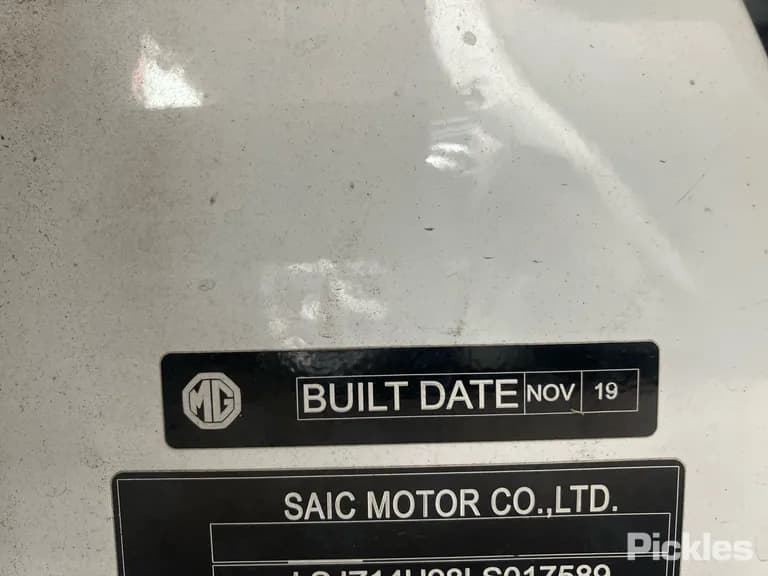 MG
BUILT DATE NOV 19
SAIC MOTOR CO.,LTD.
Pickles